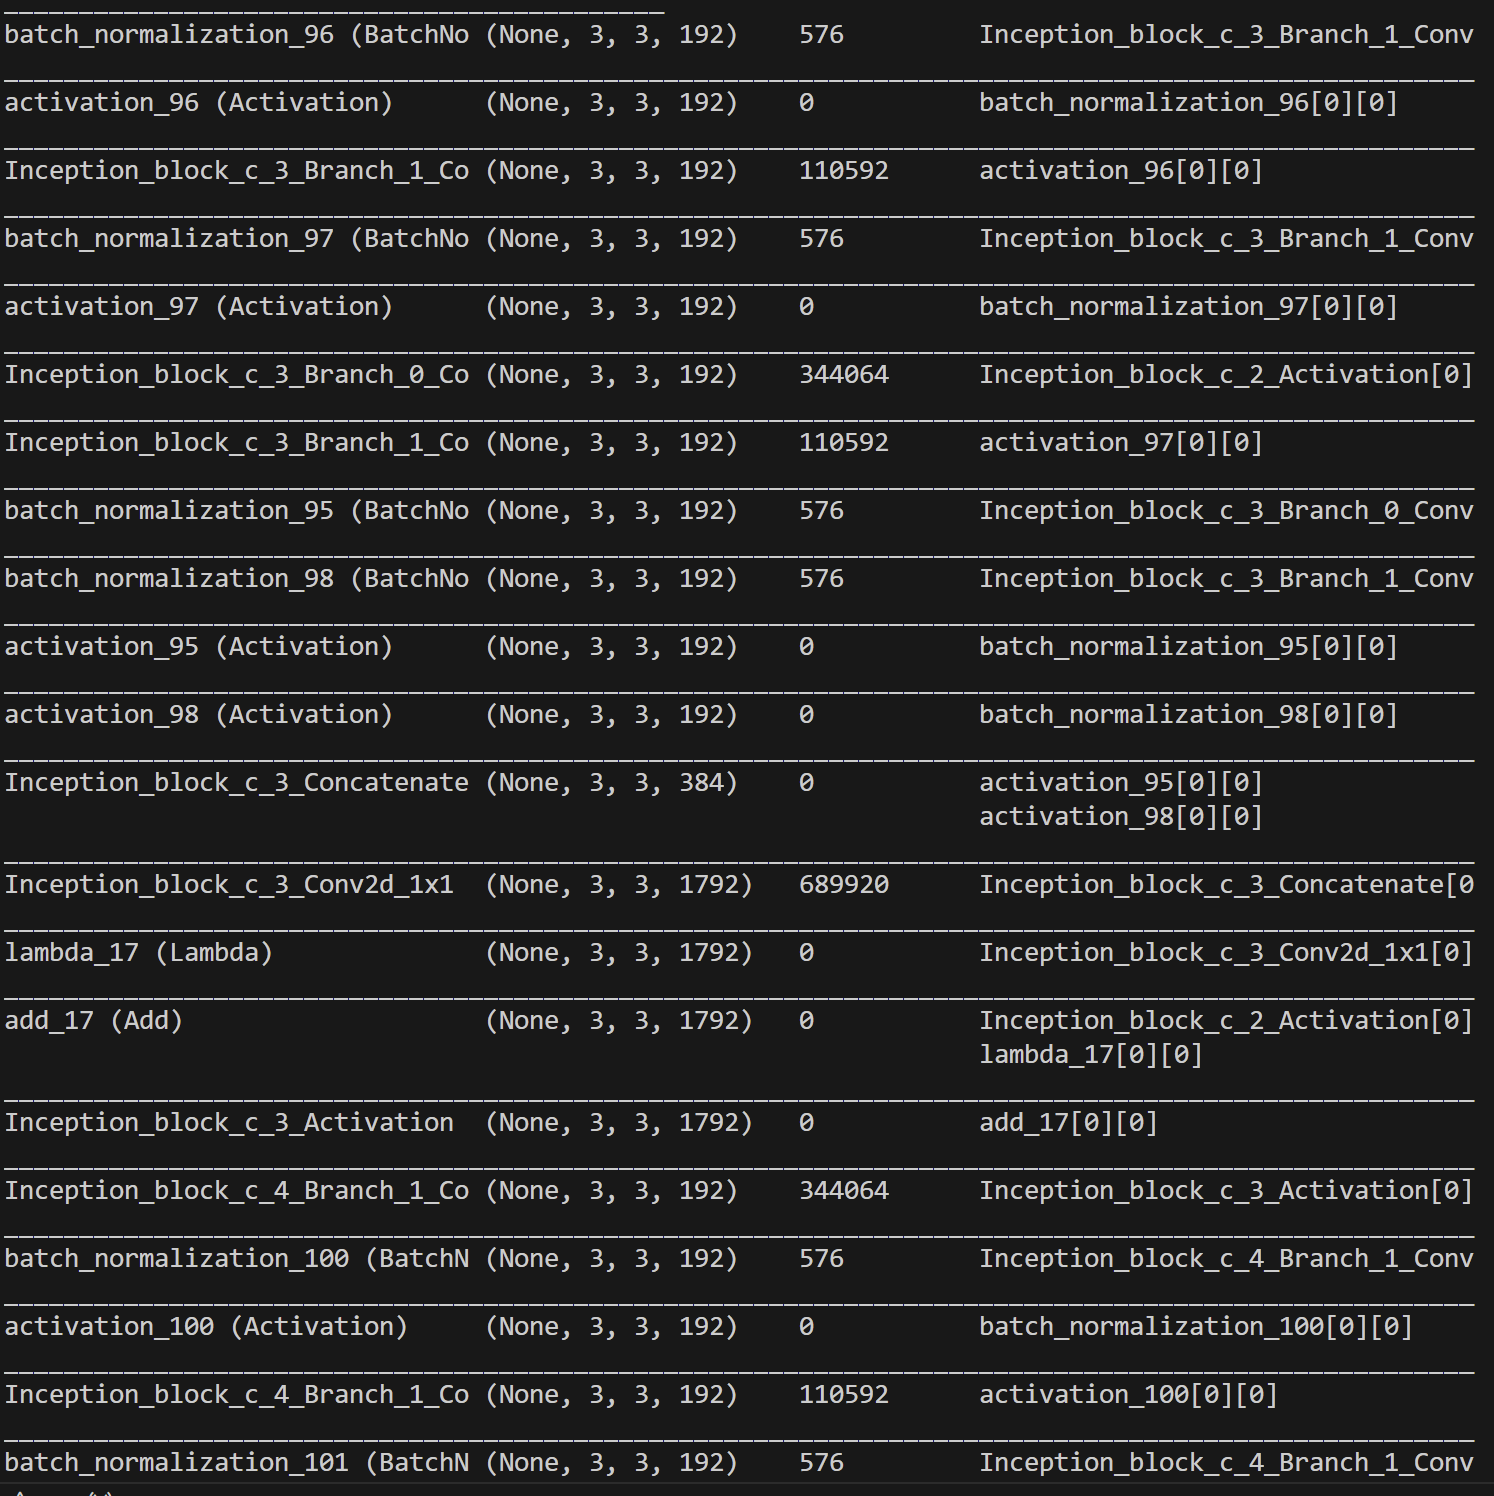 batch_normalization_96 (BatchNo (None, 3, 3, 192) 576 Inception_block_c_3_Branch_1_Conv
activation_96 (Activation) (None, 3, 3, 192) 0 batch_normalization_96[0][0]
Inception_block_c_3_Branch_1_Co (None, 3, 3, 192) 110592 activation_96[0][0]
batch_normalization_97 (BatchNo (None, 3, 3, 192) 576 Inception_block_c_3_Branch_1_Conv
activation_97 (Activation) (None, 3, 3, 192) 0 batch_normalization_97[0][0]
Inception_block_c_3_Branch_0_Co (None, 3, 3, 192) 344064 Inception_block_c_2_Activation[0]
Inception_block_c_3_Branch_1_Co (None, 3, 3, 192) 110592 activation_97[0][0]
batch_normalization_95 (BatchNo (None, 3, 3, 192) 576 Inception_block_c_3_Branch_0_Conv
batch_normalization_98 (BatchNo (None, 3, 3, 192) 576 Inception_block_c_3_Branch_1_Conv
activation_95 (Activation) (None, 3, 3, 192) 0 batch_normalization_95[0][0]
activation_98 (Activation) (None, 3, 3, 192) 0 batch_normalization_98[0][0]
Inception_block_c_3_Concatenate (None, 3, 3, 384) 0 activation_95[0][0]
activation_98[0][0]
Inception_block_c_3_Conv2d_1x1 (None, 3, 3, 1792) 689920 Inception_block_c_3_Concatenate[0
lambda_17 (Lambda) (None, 3, 3, 1792) 0 Inception_block_c_3_Conv2d_1x1[0]
add_17 (Add) (None, 3, 3, 1792) 0 Inception_block_c_2_Activation[0]
lambda_17[0][0]
Inception_block_c_3_Activation (None, 3, 3, 1792) 0 add_17[0][0]
Inception_block_c_4_Branch_1_Co (None, 3, 3, 192) 344064 Inception_block_c_3_Activation[0]
batch_normalization_100 (BatchN (None, 3, 3, 192) 576 Inception_block_c_4_Branch_1_Conv
activation_100 (Activation) (None, 3, 3, 192) 0 batch_normalization_100[0][0]
Inception_block_c_4_Branch_1_Co (None, 3, 3, 192) 110592 activation_100[0][0]
batch_normalization_101 (BatchN (None, 3, 3, 192) 576 Inception_block_c_4_Branch_1_Conv